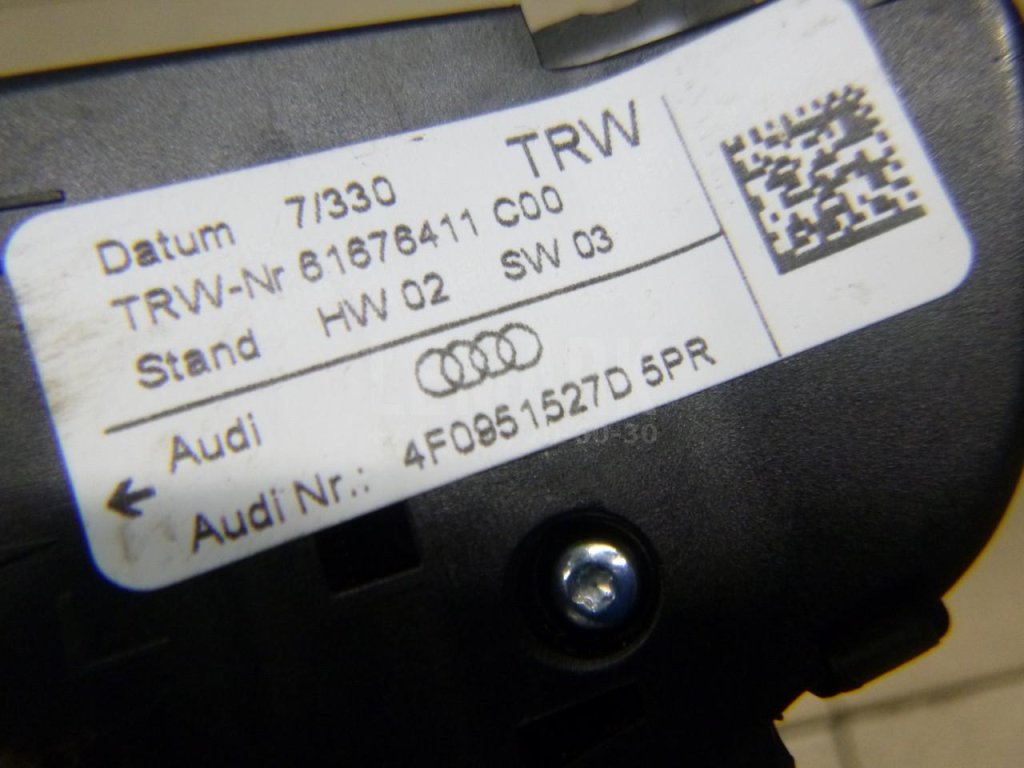 TRW
Datum 7/330
TRW-Nr 61676411 C00
Stand HW 02 SW 03
Audi
Audi Nr.: 4F0951527D 5PR